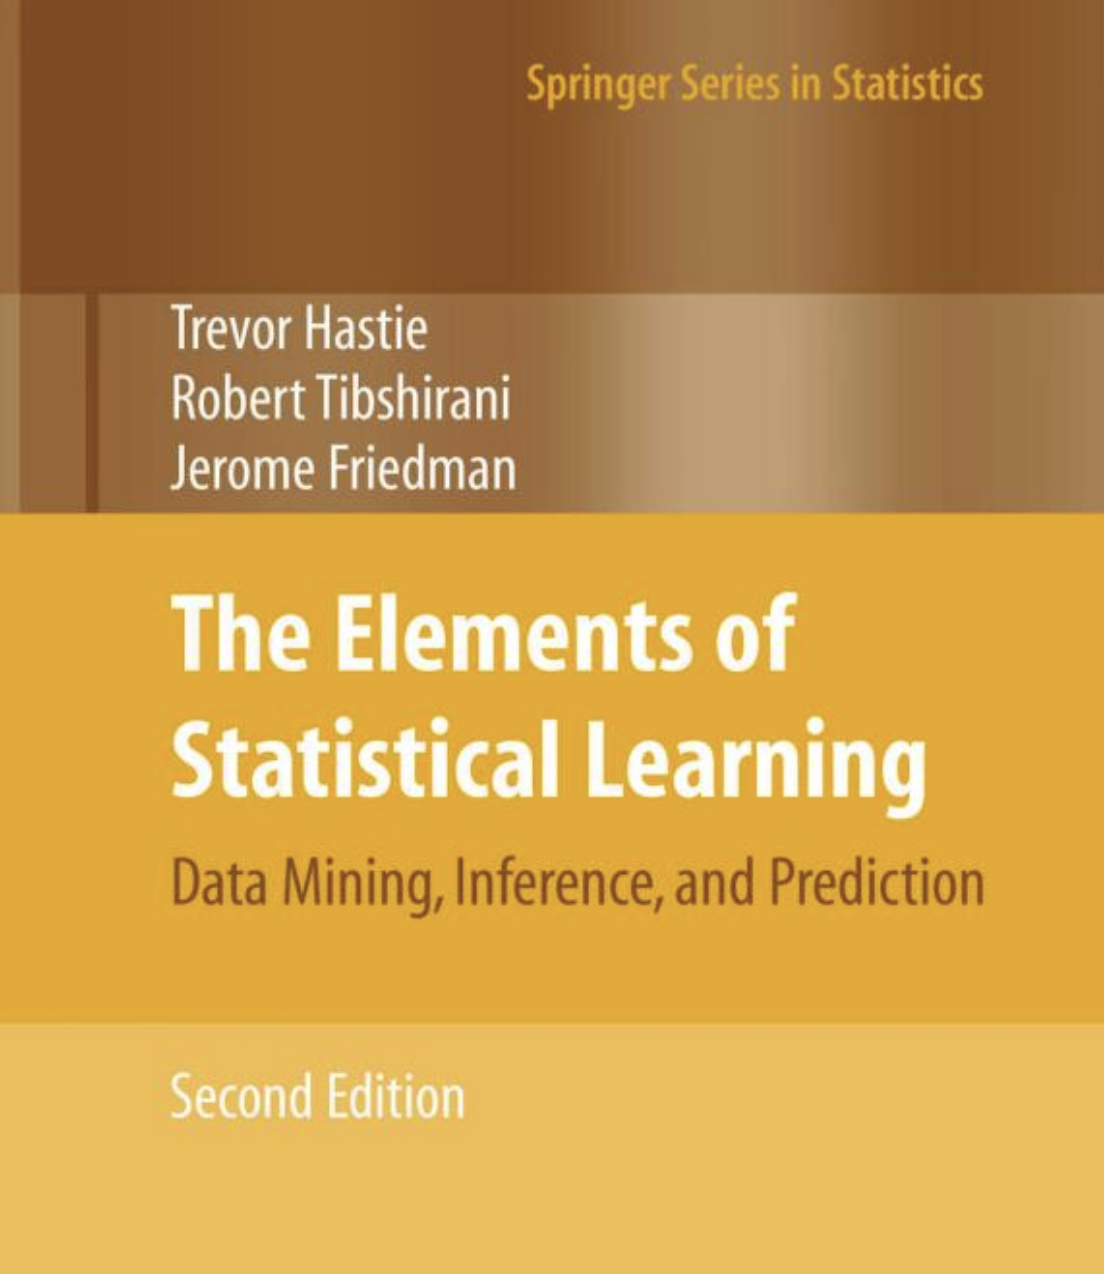 Springer Series in Statistics
Trevor Hastie
Robert Tibshirani
Jerome Friedman
The Elements of
Statistical Learning
Data Mining, Inference, and Prediction
Second Edition